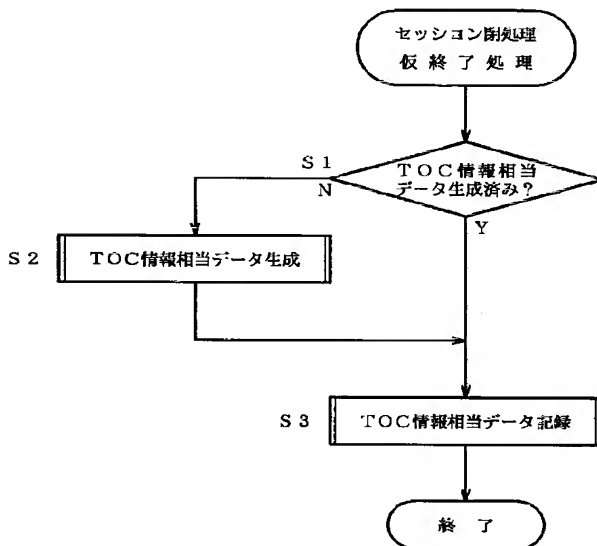 セッション閉処理
仮終了処理
S1
TOC情報相当
データ生成済み?
N
Y
S2
TOC情報相当データ生成
S3
TOC情報相当データ記録
終了